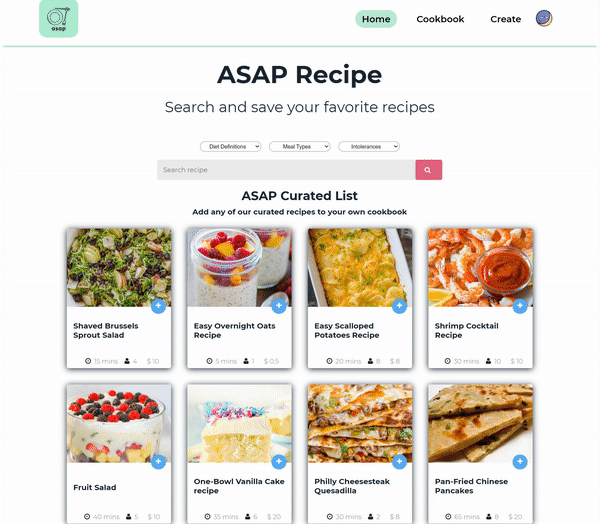 asap
Home Cookbook Create
ASAP Recipe
Search and save your favorite recipes
Diet Definitions Meal Types Intolerances
Search recipe
ASAP Curated List
Add any of our curated recipes to your own cookbook
Shaved Brussels
Sprout Salad
15 mins 4 $ 10
Easy Overnight Oats
Recipe
5 mins 1 $ 0.5
Easy Scalloped
Potatoes Recipe
20 mins 8 $ 8
Shrimp Cocktail
Recipe
30 mins 10 $ 10
Fruit Salad
40 mins 5 $ 10
One-Bowl Vanilla Cake
recipe
35 mins 6 $ 20
Philly Cheesesteak
Quesadilla
30 mins 2 $ 8
Pan-Fried Chinese
Pancakes
65 mins 8 $ 20